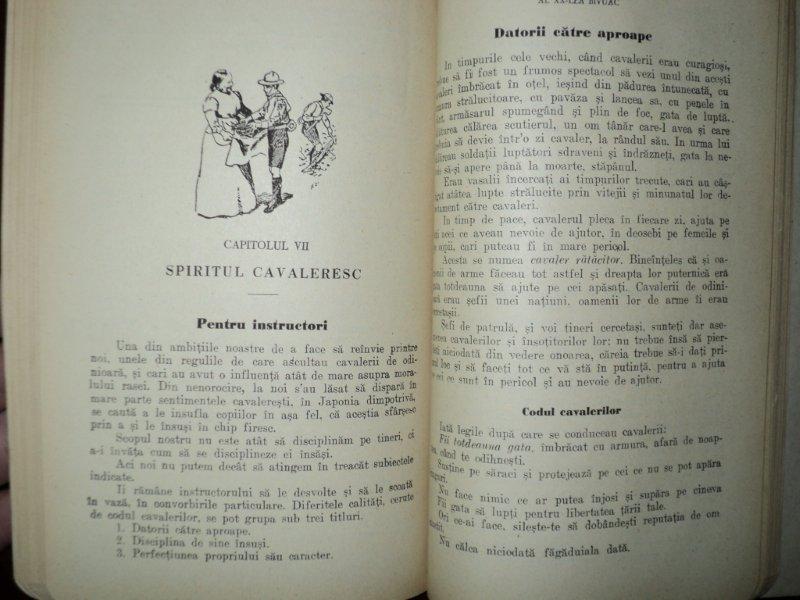 CAPITOLUL VII
SPIRITUL CAVALERESC
Pentru instructori
Una din ambițiile noastre de a face să reînvie printre
noi, unele din regulile de care ascultau cavalerii de odi-
nioară, și cari au avut o influență atât de mare asupra mora-
lului rasei. Din nenorocire, la noi s'au lăsat să dispară în
mare parte sentimentele cavalerești, în Japonia dimpotrivă,
se caută a le insufla copiilor în așa fel, că aceștia sfârșesc
prin a și le însuși în chip firesc.
Scopul nostru nu este atât să disciplinăm pe tineri, ci
a-i învăța cum să se disciplineze ei însăși.
Aci noi nu putem decât să atingem în treacăt subiectele
indicate.
Ii rămâne instructorului să le desvolte și să le scoată
în vază, în convorbirile particulare. Diferitele calități, cerute
de codul cavalerilor, se pot grupa sub trei titluri.
1. Datorii către aproape.
2. Disciplina de sine însuși.
3. Perfecțiunea propriului său caracter.
AL XX-LEA BIVUAC
Datorii către aproape
In timpurile cele vechi, când cavalerii erau curagioși,
să fi fost un frumos spectacol să vezi unul din acești
îmbrăcat în oțel, ieșind din pădurea întunecată, cu
strălucitoare, cu pavăza și lancea sa, cu penele în
armăsarul spumegând și plin de foc, gata de luptă.
călărea scutierul, un om tânăr care-l avea și care
să devie într'o zi cavaler, la rândul său. In urma lui
soldații luptători sdraveni și îndrăzneți, gata la ne-
să-și apere până la moarte, stăpânul.
Erau vasalii încercați ai timpurilor trecute, cari au câș-
atâtea lupte strălucite prin vitejii și minunatul lor de-
către cavaleri.
In timp de pace, cavalerul pleca în fiecare zi, ajuta pe
acei ce aveau nevoie de ajutor, în deosebi pe femeile și
copii, cari puteau fi în mare pericol.
Acesta se numea cavaler rătăcitor. Bineînțeles că și oa-
de arme făceau tot astfel și dreapta lor puternică eră
totdeauna să ajute pe cei apăsați. Cavalerii de odini-
erau șefii unei națiuni, oamenii lor de arme îi erau
Șefi de patrulă, și voi tineri cercetași, sunteți dar ase-
cavalerilor și însoțitorilor lor: nu trebue însă să pier-
niciodată din vedere onoarea, căreia trebue să-i dați pri-
loc și să faceți tot ce vă stă în putință, pentru a ajuta
cei ce sunt în pericol și au nevoie de ajutor.
Codul cavalerilor
Iată legile după care se conduceau cavalerii:
Fii totdeauna gata, îmbrăcat cu armura, afară de noap-
când te odihnești.
Susține pe săraci și protejează pe cei ce nu se pot apăra
Nu face nimic ce ar putea înjosi și supăra pe cineva
Fii gata să lupți pentru libertatea țării tale.
Ori ce-ai face, silește-te să dobândești reputația de om
Nu călca niciodată făgăduiala dată.